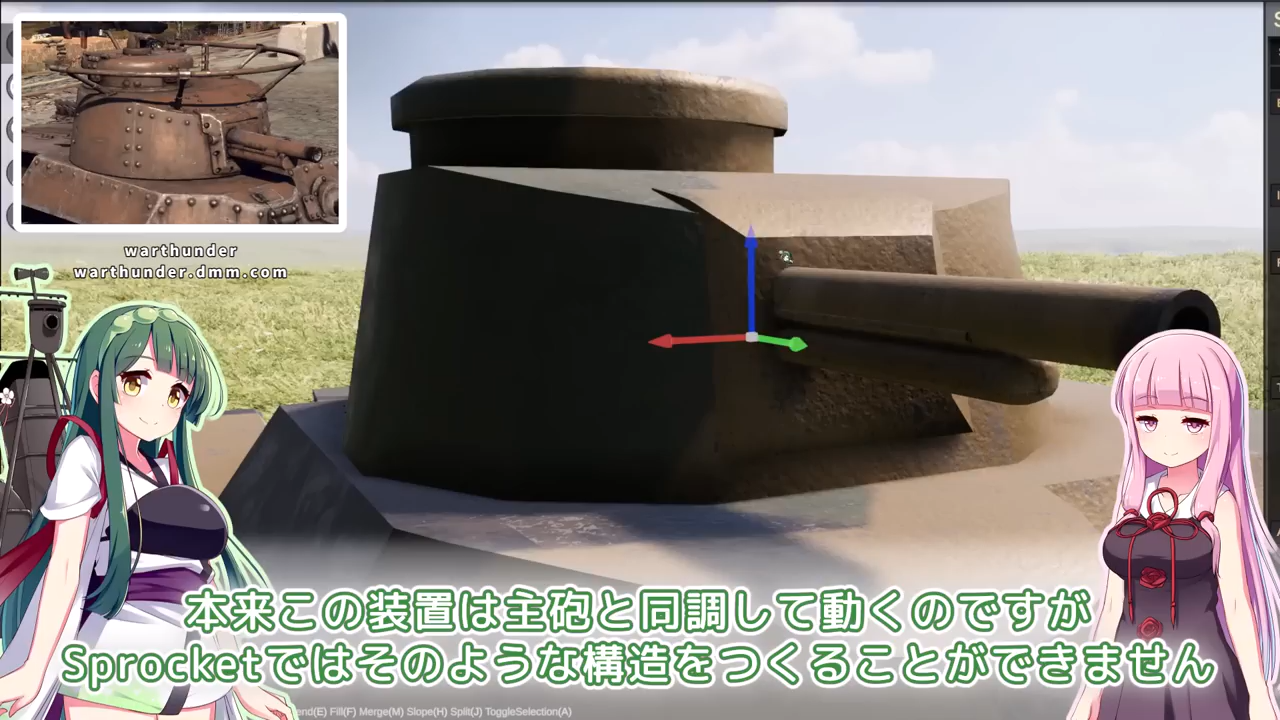 warthunder
warthunder.dmm.com
本来この装置は主砲と同調して動くのですが
Sprocketではそのような構造をつくることができません
end(E) Fill(F) Merge(M) Slope(H) Split(J) ToggleSelection(A)